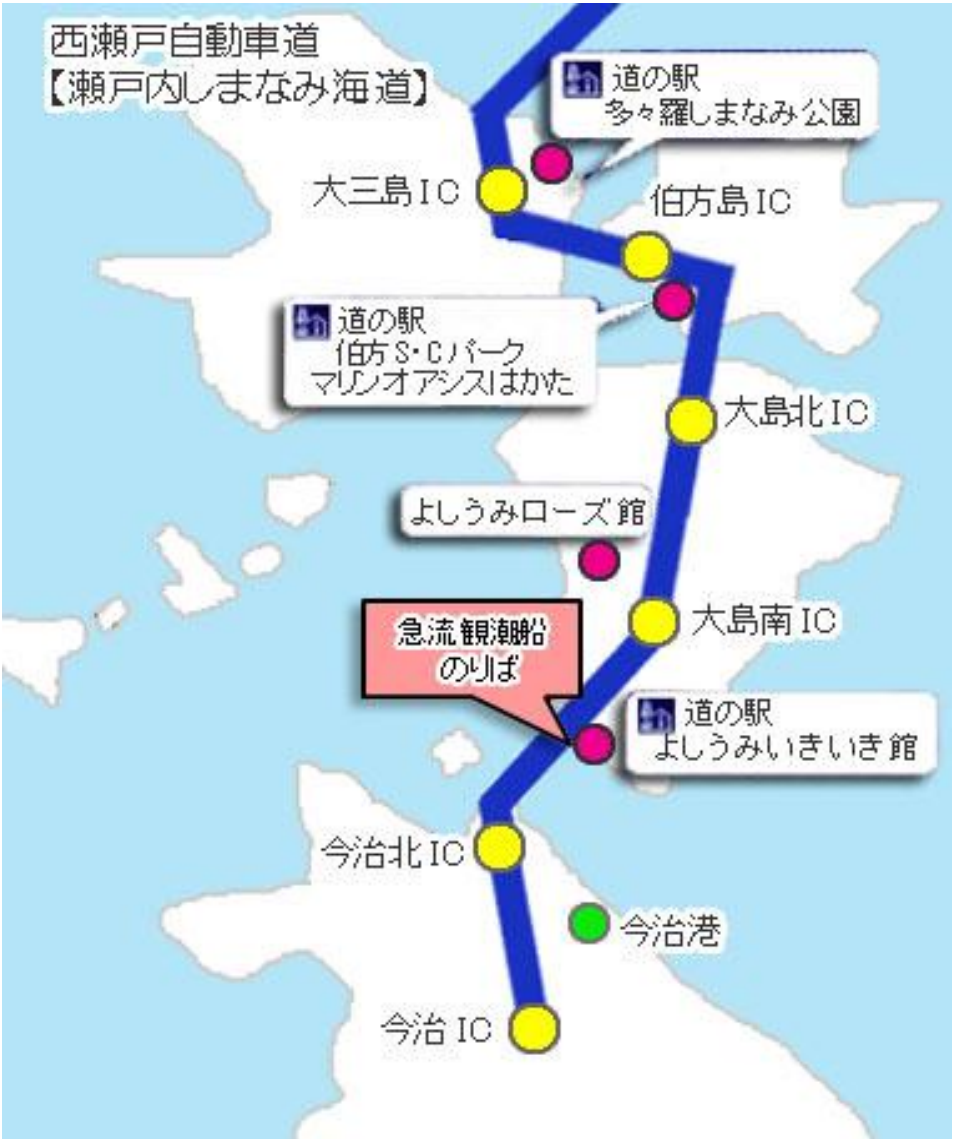 西瀬戸自動車道
【瀬戸内しまなみ海道】
道の駅
多々羅しまなみ公園
大三島IC
伯方島IC
道の駅
伯方S・Cパーク
マリンオアシスはかた
大島北IC
よしうみローズ館
急流観潮船
のりば
大島南IC
道の駅
よしうみいきいき館
今治北IC
今治港
今治IC